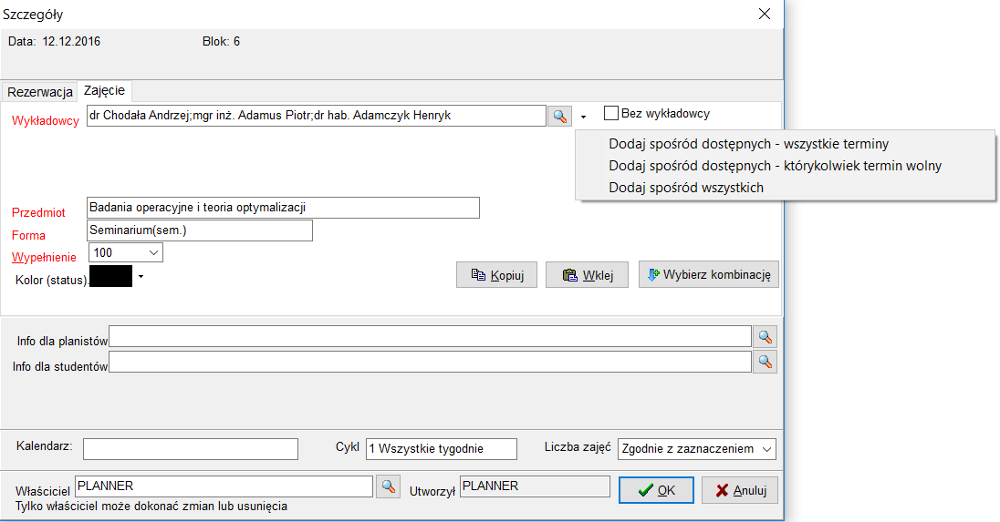 Szczegóły
Data: 12.12.2016 Blok: 6
Rezerwacja Zajęcie
Wykładowcy dr Chodała Andrzej;mgr inż. Adamus Piotr;dr hab. Adamczyk Henryk Bez wykładowcy
Dodaj spośród dostępnych - wszystkie terminy
Dodaj spośród dostępnych - którykolwiek termin wolny
Dodaj spośród wszystkich
Przedmiot Badania operacyjne i teoria optymalizacji
Forma Seminarium(sem.)
Wypełnienie 100
Kolor (status). Kopiuj Wklej Wybierz kombinację
Info dla planistów
Info dla studentów
Kalendarz: Cykl 1 Wszystkie tygodnie Liczba zajęć Zgodnie z zaznaczeniem
Właściciel PLANNER Utworzył PLANNER OK Anuluj
Tylko właściciel może dokonać zmian lub usunięcia